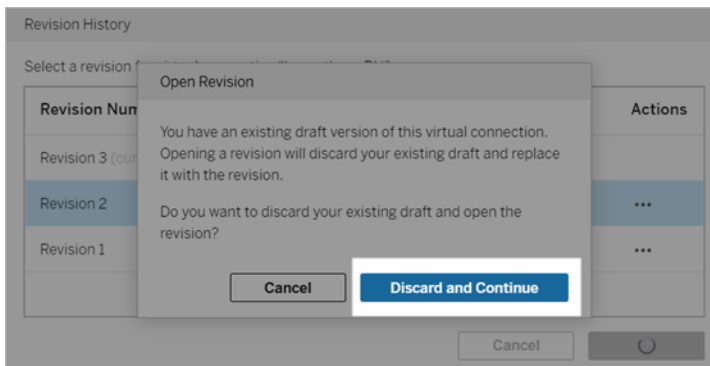 Revision History
Select a revision
Open Revision
Revision Num
Actions
You have an existing draft version of this virtual connection.
Opening a revision will discard your existing draft and replace
it with the revision.
Revision 3 (cur
Revision 2
•••
Do you want to discard your existing draft and open the
revision?
Revision 1
•••
Cancel
Discard and Continue
Cancel